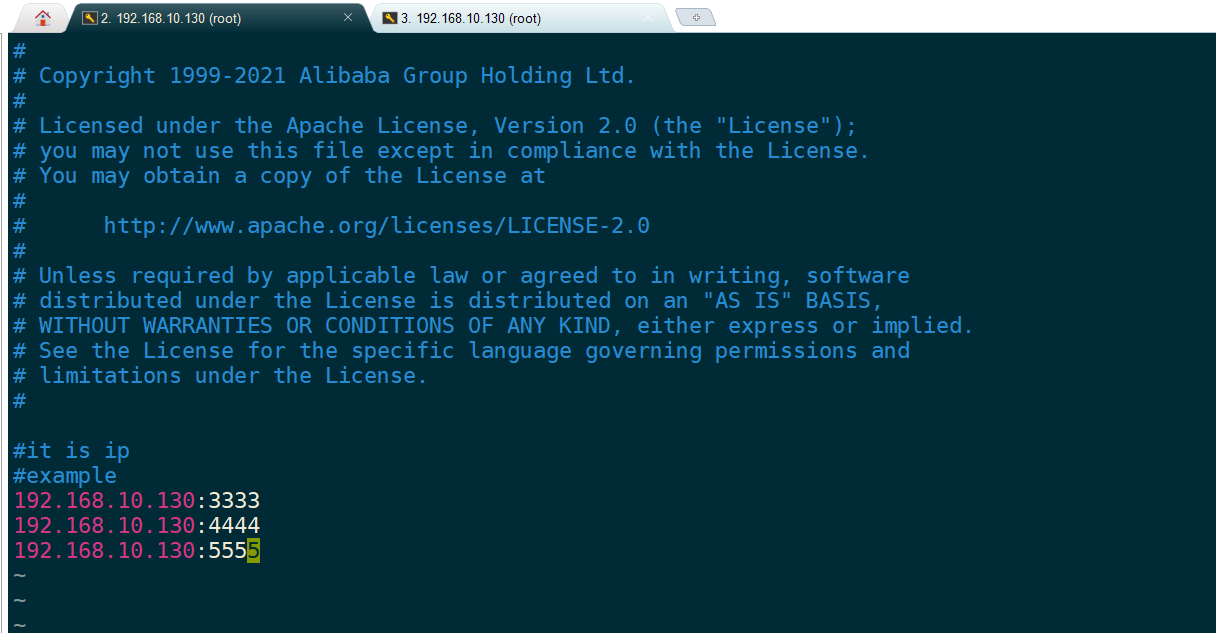 2. 192.168.10.130 (root)
3. 192.168.10.130 (root)
#
# Copyright 1999-2021 Alibaba Group Holding Ltd.
#
# Licensed under the Apache License, Version 2.0 (the "License");
# you may not use this file except in compliance with the License.
# You may obtain a copy of the License at
#
#      http://www.apache.org/licenses/LICENSE-2.0
#
# Unless required by applicable law or agreed to in writing, software
# distributed under the License is distributed on an "AS IS" BASIS,
# WITHOUT WARRANTIES OR CONDITIONS OF ANY KIND, either express or implied.
# See the License for the specific language governing permissions and
# limitations under the License.
#
#it is ip
#example
192.168.10.130:3333
192.168.10.130:4444
192.168.10.130:5555
~
~
~